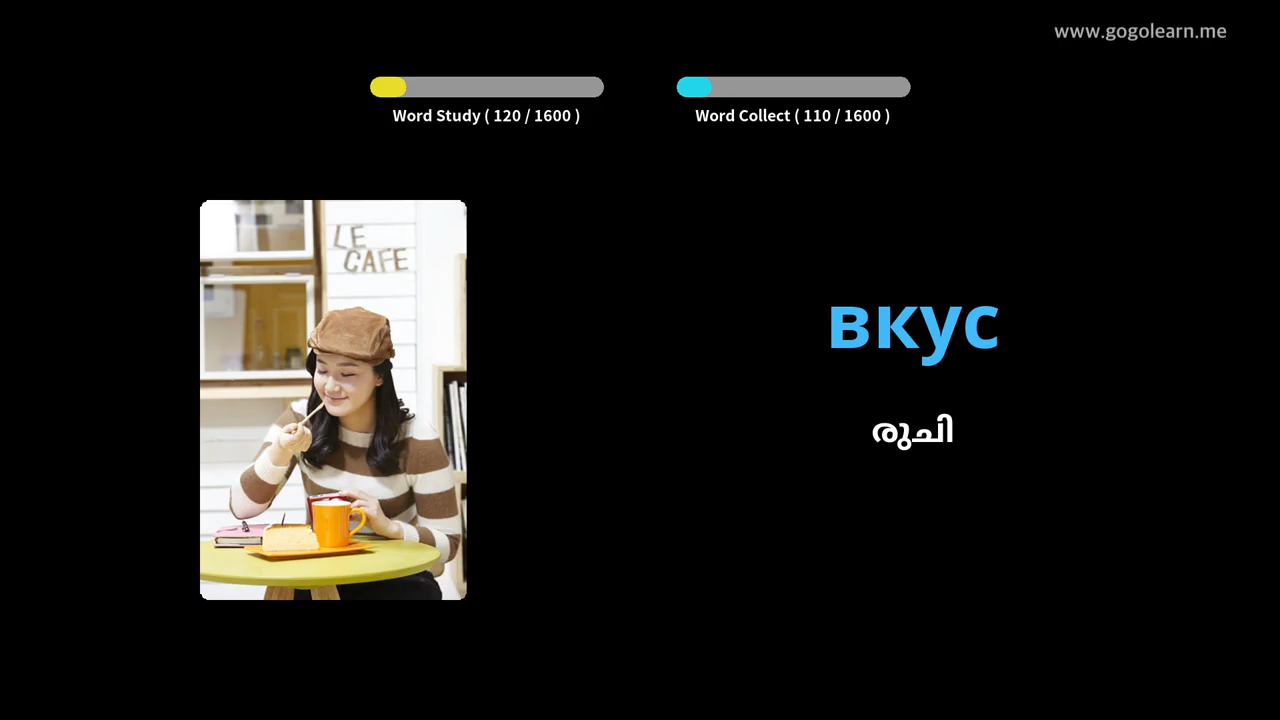 www.gogolearn.me
Word Study ( 120 / 1600 )
Word Collect ( 110 / 1600 )
LE
CAFE
вкус
രുചി